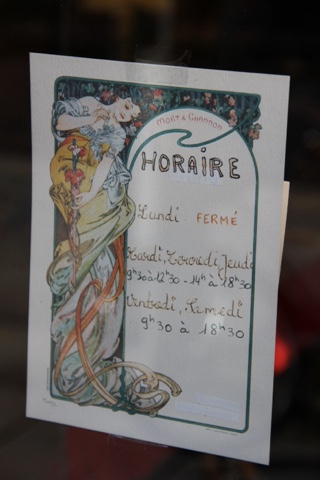 MOËT & CHANDON
HORAIRE
Lundi FERMÉ
Mardi, Mercredi, Jeudi
9h30 à 12h30 - 14h à 18h30
Vendredi, Samedi
9h30 à 18h30